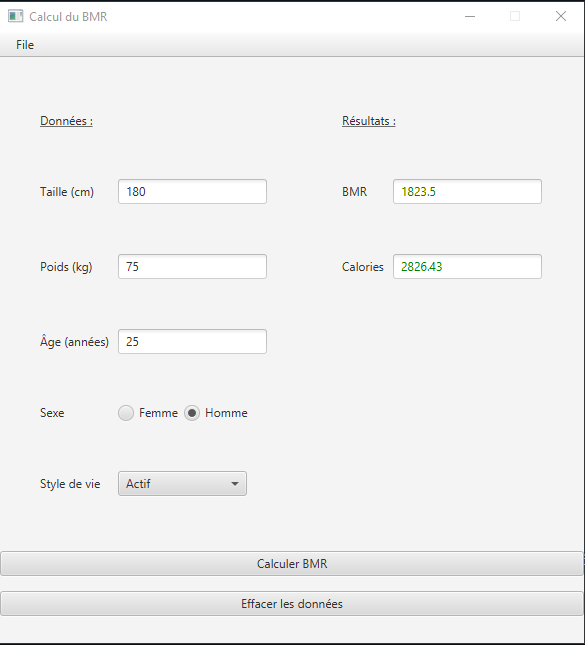 Calcul du BMR
File
Données :
Résultats :
Taille (cm) 180
BMR 1823.5
Poids (kg) 75
Calories 2826.43
Âge (années) 25
Sexe Femme Homme
Style de vie Actif
Calculer BMR
Effacer les données